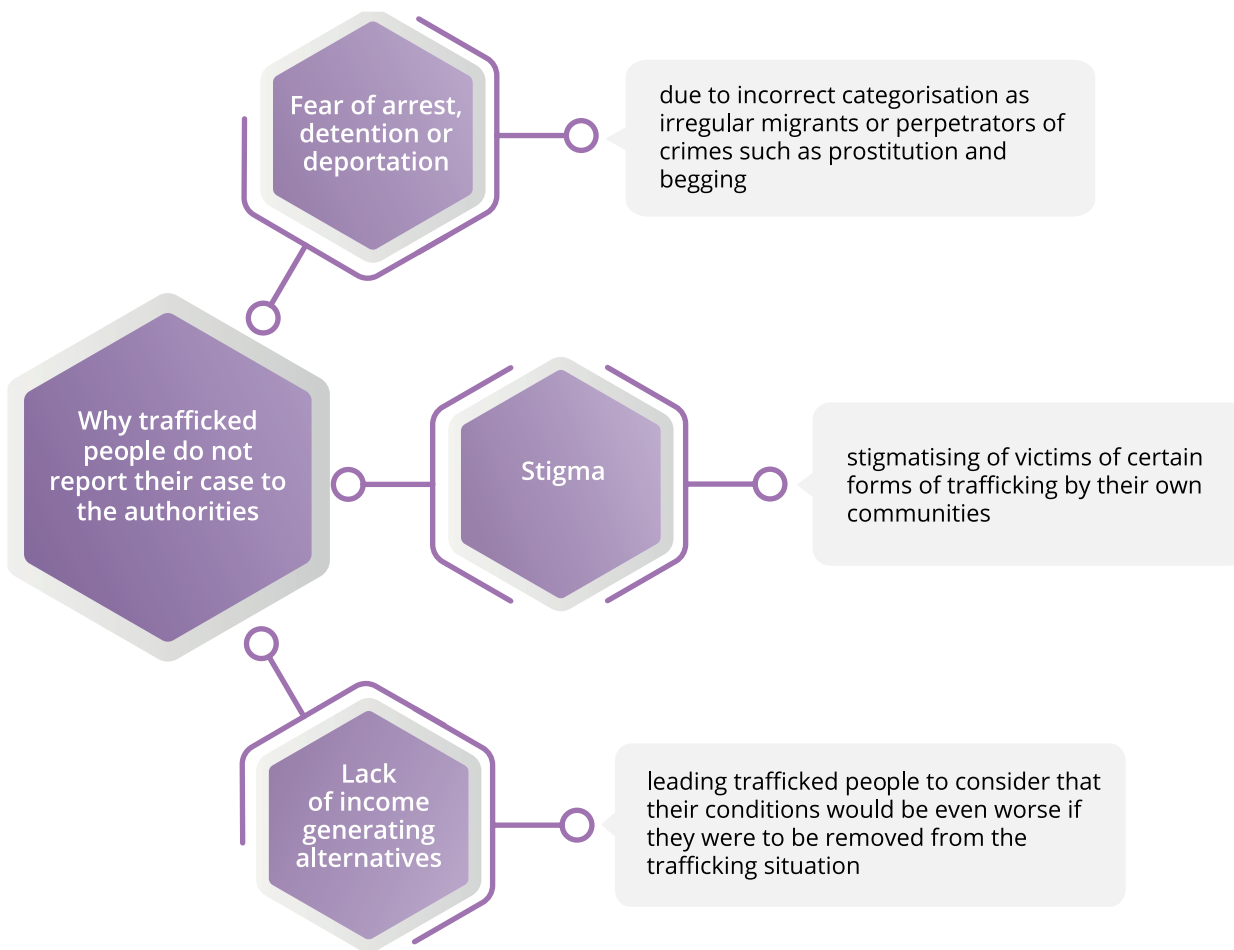 Fear of arrest,
detention or
deportation
due to incorrect categorisation as
irregular migrants or perpetrators of
crimes such as prostitution and
begging
Why trafficked
people do not
report their case to
the authorities
Stigma
stigmatising of victims of certain
forms of trafficking by their own
communities
Lack
of income
generating
alternatives
leading trafficked people to consider that
their conditions would be even worse if
they were to be removed from the
trafficking situation